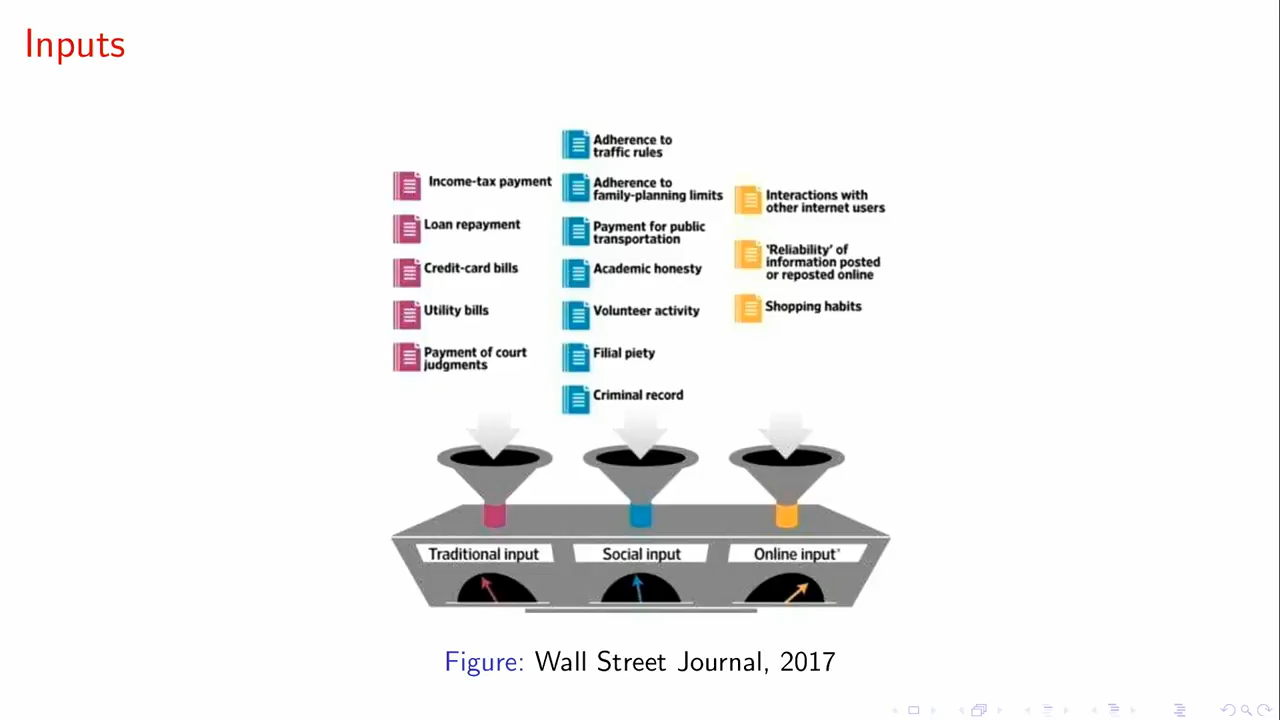 Inputs
Income-tax payment
Loan repayment
Credit-card bills
Utility bills
Payment of court
judgments
Adherence to
traffic rules
Adherence to
family-planning limits
Payment for public
transportation
Academic honesty
Volunteer activity
Filial piety
Criminal record
Interactions with
other internet users
‘Reliability’ of
information posted
or reposted online
Shopping habits
Traditional input
Social input
Online input*
Figure: Wall Street Journal, 2017